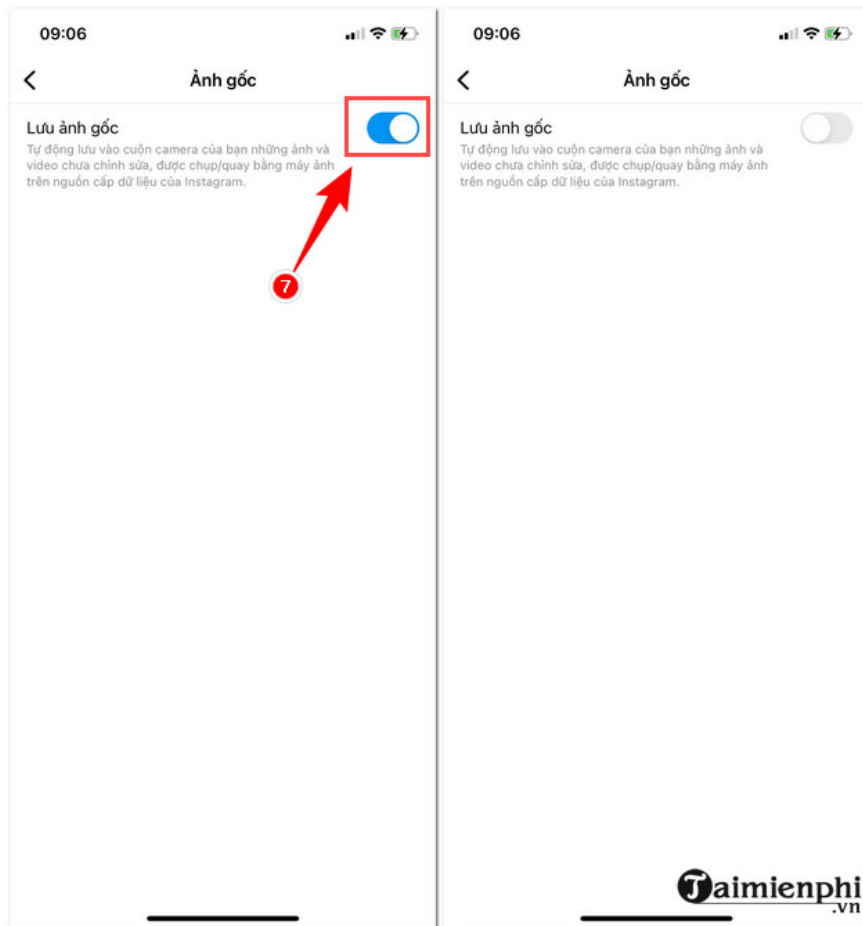 09:06
Ảnh gốc
Lưu ảnh gốc
Tự động lưu vào cuộn camera của bạn những ảnh và
video chưa chỉnh sửa, được chụp/quay bằng máy ảnh
trên nguồn cấp dữ liệu của Instagram.
7
09:06
Ảnh gốc
Lưu ảnh gốc
Tự động lưu vào cuộn camera của bạn những ảnh và
video chưa chỉnh sửa, được chụp/quay bằng máy ảnh
trên nguồn cấp dữ liệu của Instagram.
Taimienphi
.vn